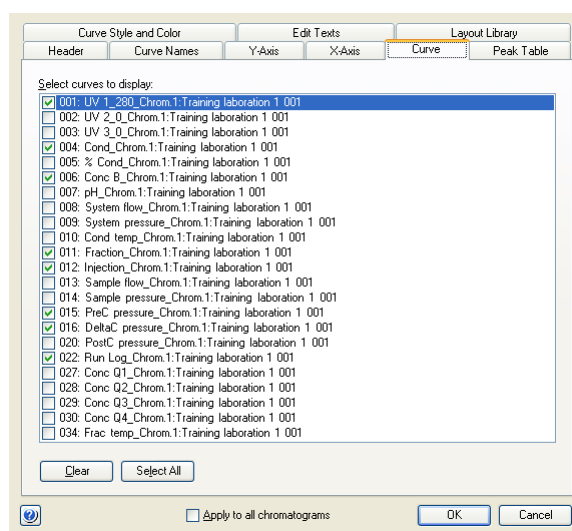 Curve Style and Color Edit Texts Layout Library
Header Curve Names Y-Axis X-Axis Curve Peak Table
Select curves to display:
001: UV 1_280_Chrom.1:Training laboration 1 001
002: UV 2_0_Chrom.1:Training laboration 1 001
003: UV 3_0_Chrom.1:Training laboration 1 001
004: Cond_Chrom.1:Training laboration 1 001
005: % Cond_Chrom.1:Training laboration 1 001
006: Conc B_Chrom.1:Training laboration 1 001
007: pH_Chrom.1:Training laboration 1 001
008: System flow_Chrom.1:Training laboration 1 001
009: System pressure_Chrom.1:Training laboration 1 001
010: Cond temp_Chrom.1:Training laboration 1 001
011: Fraction_Chrom.1:Training laboration 1 001
012: Injection_Chrom.1:Training laboration 1 001
013: Sample flow_Chrom.1:Training laboration 1 001
014: Sample pressure_Chrom.1:Training laboration 1 001
015: PreC pressure_Chrom.1:Training laboration 1 001
016: DeltaC pressure_Chrom.1:Training laboration 1 001
020: PostC pressure_Chrom.1:Training laboration 1 001
022: Run Log_Chrom.1:Training laboration 1 001
027: Conc Q1_Chrom.1:Training laboration 1 001
028: Conc Q2_Chrom.1:Training laboration 1 001
029: Conc Q3_Chrom.1:Training laboration 1 001
030: Conc Q4_Chrom.1:Training laboration 1 001
034: Frac temp_Chrom.1:Training laboration 1 001
Clear Select All
? Apply to all chromatograms OK Cancel